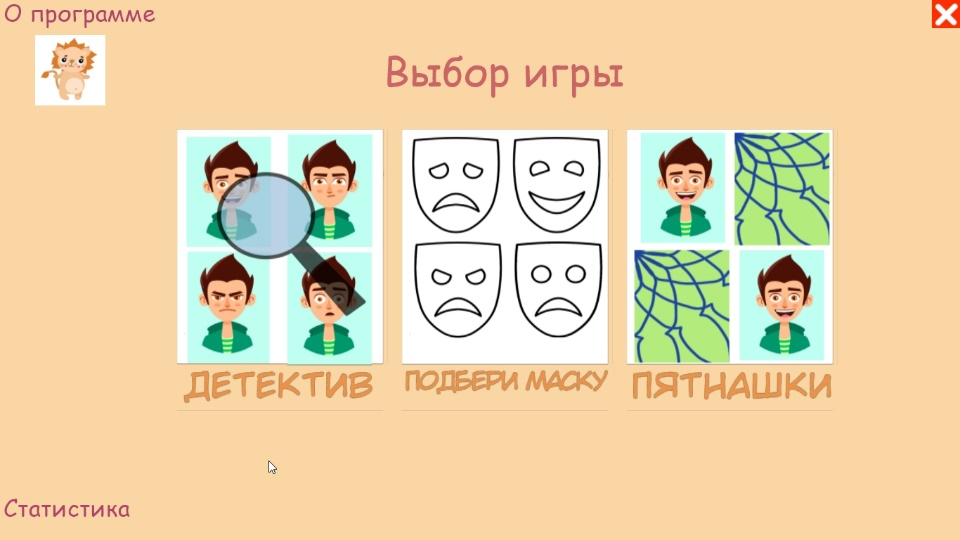 О программе
Выбор игры
ДЕТЕКТИВ
ПОДБЕРИ МАСКУ
ПЯТНАШКИ
Статистика